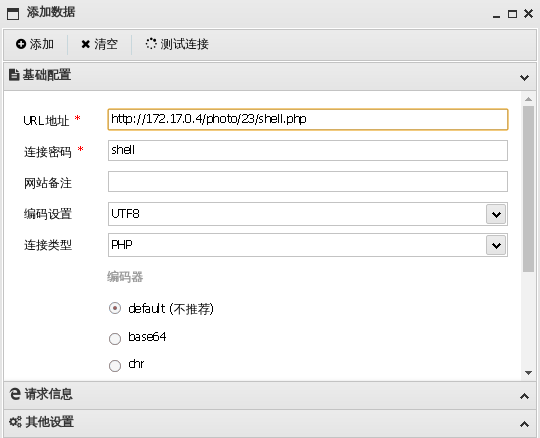 添加数据
添加 清空 测试连接
基础配置
URL地址 * http://172.17.0.4/photo/23/shell.php
连接密码 * shell
网站备注
编码设置 UTF8
连接类型 PHP
编码器
default (不推荐)
base64
chr
请求信息
其他设置